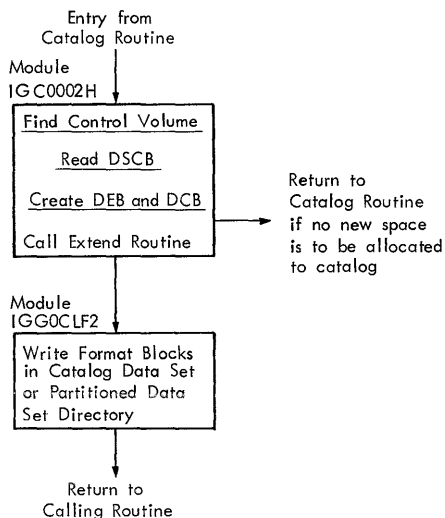 Entry from
Catalog Routine
Module
IGC0002H
Find Control Volume
Read DSCB
Create DEB and DCB
Call Extend Routine
Return to
Catalog Routine
if no new space
is to be allocated
to catalog
Module
IGG0CLF2
Write Format Blocks
in Catalog Data Set
or Partitioned Data
Set Directory
Return to
Calling Routine